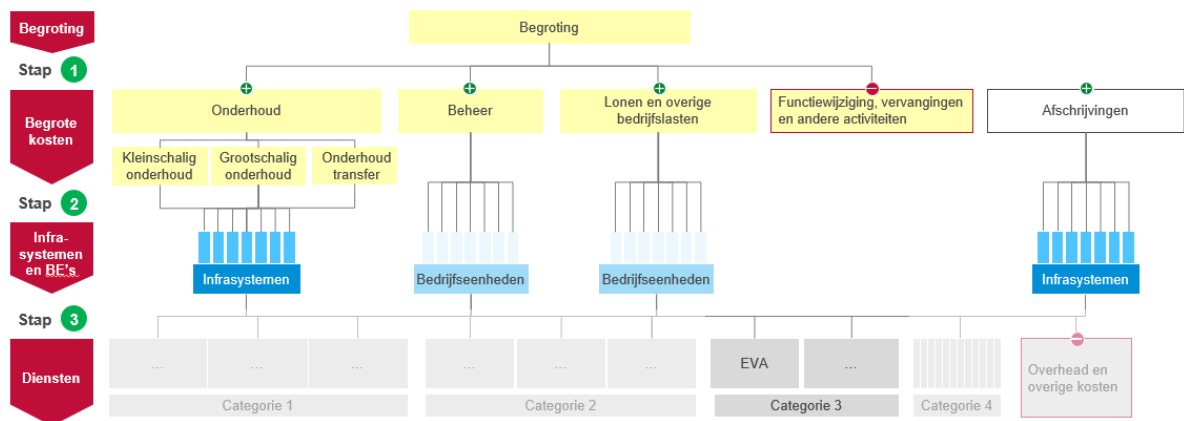 Begroting
Begroting
Stap 1
Begrote
kosten
Onderhoud
Beheer
Lonen en overige
bedrijfslasten
Functiewijziging, vervangingen
en andere activiteiten
Afschrijvingen
Kleinschalig
onderhoud
Grootschalig
onderhoud
Onderhoud
transfer
Stap 2
Infra-
systemen
en BE's
Infrasystemen
Bedrijfseenheden
Bedrijfseenheden
Infrasystemen
Stap 3
Diensten
...
...
...
...
...
...
EVA
...
Overhead en
overige kosten
Categorie 1
Categorie 2
Categorie 3
Categorie 4